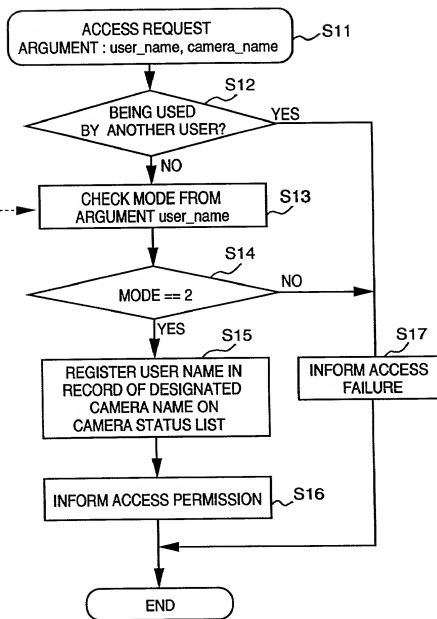 ACCESS REQUEST
ARGUMENT : user_name, camera_name
S11
S12
BEING USED
BY ANOTHER USER?
YES
NO
S13
CHECK MODE FROM
ARGUMENT user_name
S14
MODE == 2
NO
YES
S15
REGISTER USER NAME IN
RECORD OF DESIGNATED
CAMERA NAME ON
CAMERA STATUS LIST
S17
INFORM ACCESS
FAILURE
INFORM ACCESS PERMISSION
S16
END